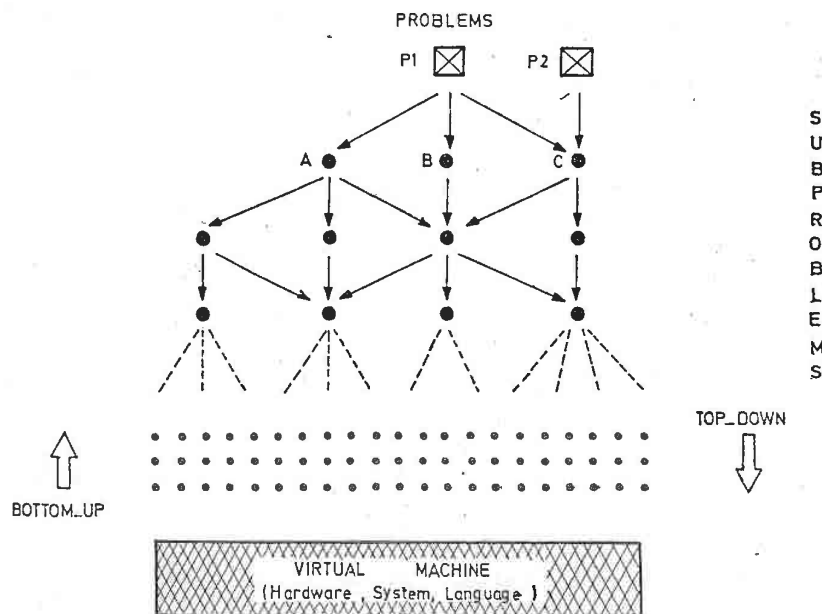 PROBLEMS
P1 P2
A B C
SUBPROBLEMS
TOP_DOWN
BOTTOM_UP
VIRTUAL MACHINE
(Hardware , System, Language )